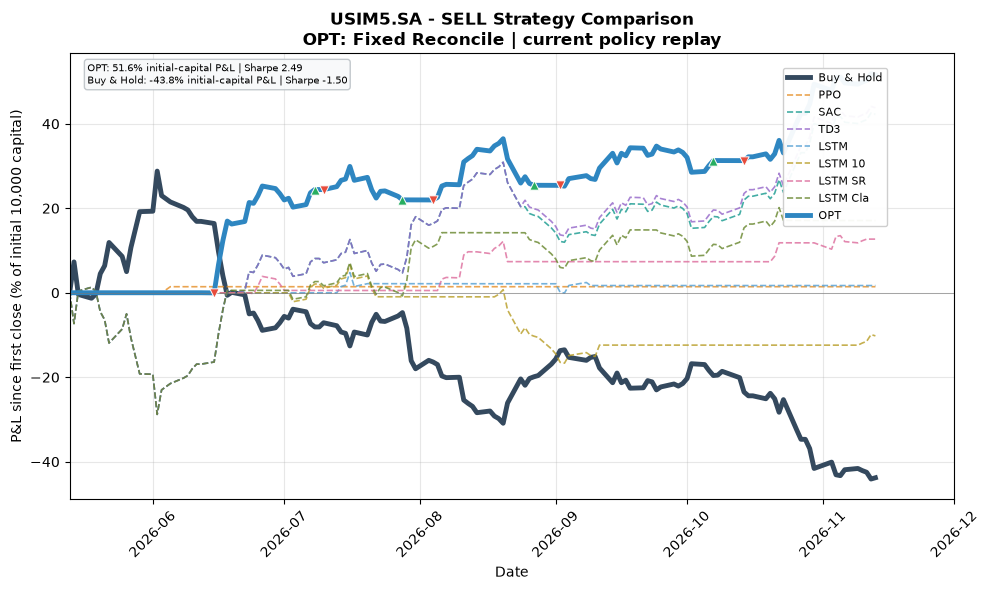 USIM5.SA - SELL Strategy Comparison
OPT: Fixed Reconcile | current policy replay
OPT: 51.6% initial-capital P&L | Sharpe 2.49
Buy & Hold: -43.8% initial-capital P&L | Sharpe -1.50
Buy & Hold
PPO
SAC
TD3
LSTM
LSTM 10
LSTM SR
LSTM Cla
OPT
P&L since first close (% of initial 10,000 capital)
40
20
0
−20
−40
2026-06
2026-07
2026-08
2026-09
2026-10
2026-11
2026-12
Date